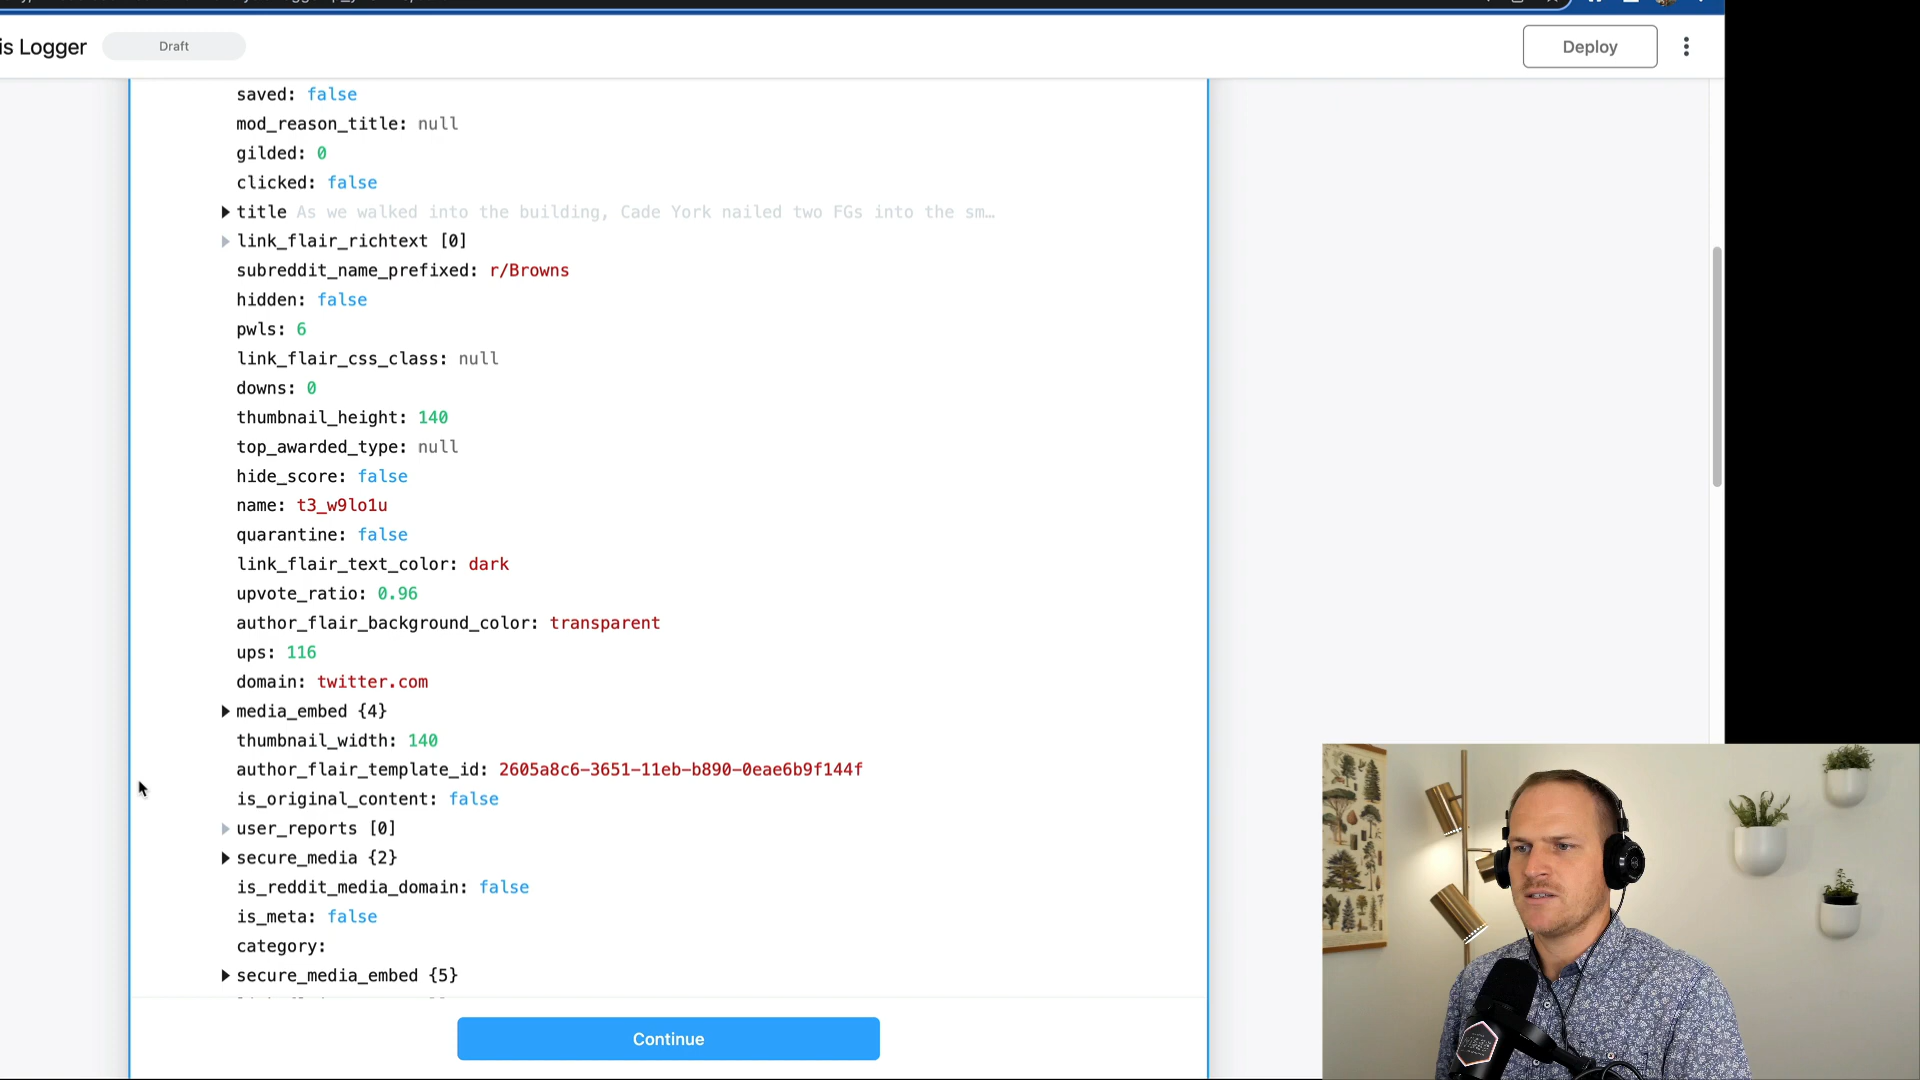 is Logger
Draft
Deploy
saved: false
mod_reason_title: null
gilded: 0
clicked: false
title As we walked into the building, Cade York nailed two FGs into the sm…
link_flair_richtext [0]
subreddit_name_prefixed: r/Browns
hidden: false
pwls: 6
link_flair_css_class: null
downs: 0
thumbnail_height: 140
top_awarded_type: null
hide_score: false
name: t3_w9lo1u
quarantine: false
link_flair_text_color: dark
upvote_ratio: 0.96
author_flair_background_color: transparent
ups: 116
domain: twitter.com
media_embed {4}
thumbnail_width: 140
author_flair_template_id: 2605a8c6-3651-11eb-b890-0eae6b9f144f
is_original_content: false
user_reports [0]
secure_media {2}
is_reddit_media_domain: false
is_meta: false
category:
secure_media_embed {5}
Continue